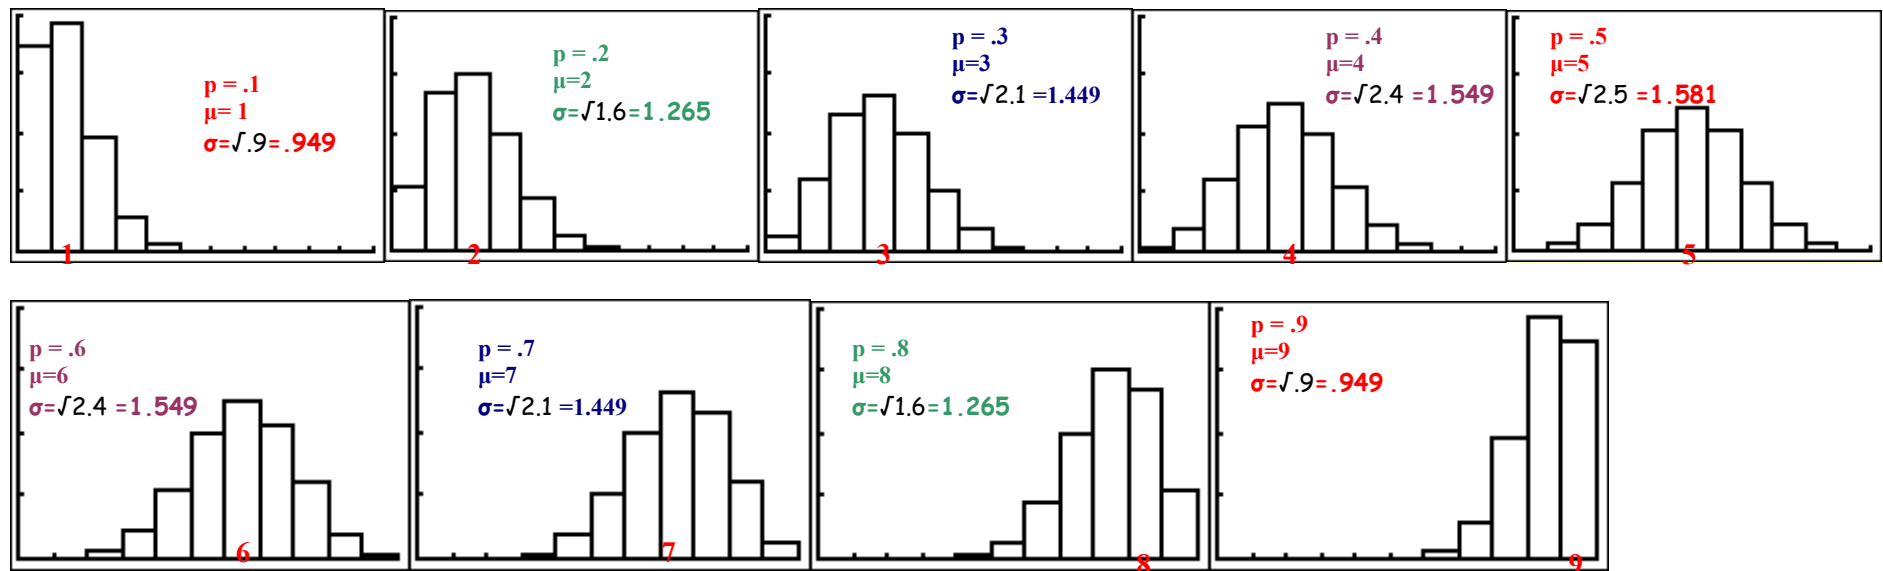 p = .1
μ= 1
σ=√.9=.949
1
p = .2
μ=2
σ=√1.6=1.265
2
p = .3
μ=3
σ=√2.1 =1.449
3
p = .4
μ=4
σ=√2.4 =1.549
4
p = .5
μ=5
σ=√2.5 =1.581
5
p = .6
μ=6
σ=√2.4 =1.549
6
p = .7
μ=7
σ=√2.1 =1.449
7
p = .8
μ=8
σ=√1.6=1.265
8
p = .9
μ=9
σ=√.9=.949
9